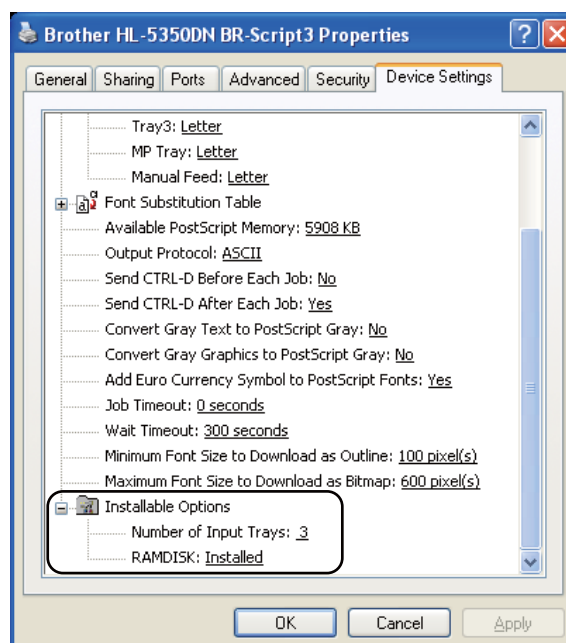 Brother HL-5350DN BR-Script3 Properties
General Sharing Ports Advanced Security Device Settings
Tray3: Letter
MP Tray: Letter
Manual Feed: Letter
Font Substitution Table
Available PostScript Memory: 5908 KB
Output Protocol: ASCII
Send CTRL-D Before Each Job: No
Send CTRL-D After Each Job: Yes
Convert Gray Text to PostScript Gray: No
Convert Gray Graphics to PostScript Gray: No
Add Euro Currency Symbol to PostScript Fonts: Yes
Job Timeout: 0 seconds
Wait Timeout: 300 seconds
Minimum Font Size to Download as Outline: 100 pixel(s)
Maximum Font Size to Download as Bitmap: 600 pixel(s)
Installable Options
Number of Input Trays: 3
RAMDISK: Installed
OK Cancel Apply